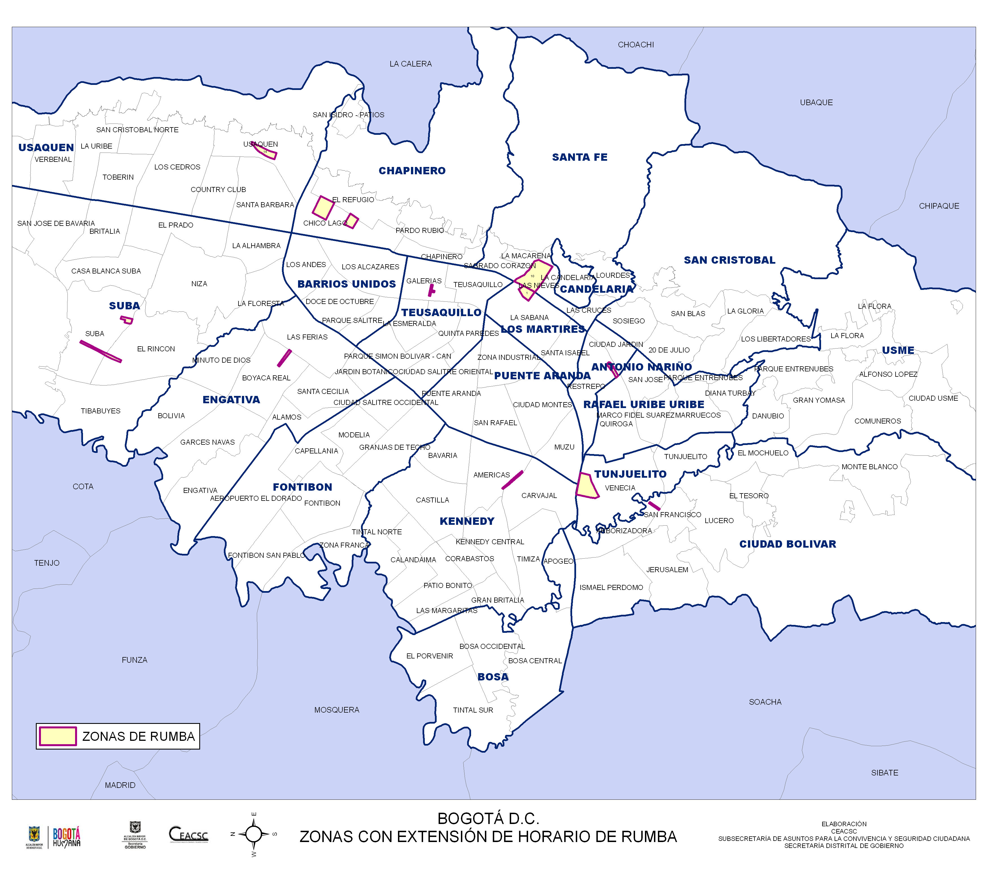 CHOACHI
LA CALERA
UBAQUE
SAN ISIDRO - PATIOS
SAN CRISTOBAL NORTE
USAQUEN
LA URIBE
USAQUEN
14
VERBENAL
SANTA FE
LOS CEDROS
CHAPINERO
TOBERIN
COUNTRY CLUB
EL REFUGIO
SANTA BARBARA
CHIPAQUE
SAN JOSE DE BAVARIA
EL PRADO
CHICO LAGO
BRITALIA
PARDO RUBIO
LA ALHAMBRA
CHAPINERO
LA MACARENA
SAN CRISTOBAL
LOS ANDES
LOS ALCAZARES
SAGRADO CORAZON
CASA BLANCA SUBA
10
LA CANDELARIA
LOURDES
NIZA
BARRIOS UNIDOS
GALERIAS
TEUSAQUILLO
LAS NIEVES
CANDELARIA
1
LA FLORESTA
DOCE DE OCTUBRE
SUBA
TEUSAQUILLO
LAS CRUCES
SAN BLAS
LA GLORIA
LA FLORA
PARQUE SALITRE
LA ESMERALDA
LA SABANA
SOSIEGO
SUBA
LAS FERIAS
QUINTA PAREDES
LOS MARTIRES
LOS LIBERTADORES
LA FLORA
EL RINCON
CIUDAD JARDIN
20 DE JULIO
USME
MINUTO DE DIOS
PARQUE SIMON BOLIVAR - CAN
ZONA INDUSTRIAL
SANTA ISABEL
BOYACA REAL
JARDIN BOTANICO
CIUDAD SALITRE ORIENTAL
PUENTE ARANDA
ANTONIO NARIÑO
SAN JOSE
PARQUE ENTRENUBES
PARQUE ENTRENUBES
ALFONSO LOPEZ
SANTA CECILIA
PUENTE ARANDA
RESTREPO
DIANA TURBAY
ENGATIVA
CIUDAD SALITRE OCCIDENTAL
CIUDAD MONTES
RAFAEL URIBE URIBE
GRAN YOMASA
CIUDAD USME
TIBABUYES
BOLIVIA
ALAMOS
SAN RAFAEL
MARCO FIDEL SUAREZ
MARRUECOS
QUIROGA
DANUBIO
COMUNEROS
GARCES NAVAS
MODELIA
CAPELLANIA
GRANJAS DE TECHO
BAVARIA
MUZU
TUNJUELITO
EL MOCHUELO
MONTE BLANCO
COTA
ENGATIVA
FONTIBON
AMERICAS
TUNJUELITO
VENECIA
AEROPUERTO EL DORADO
FONTIBON
CASTILLA
CARVAJAL
EL TESORO
KENNEDY
SAN FRANCISCO
LUCERO
TINTAL NORTE
ARBORIZADORA
ZONA FRANCA
KENNEDY CENTRAL
CIUDAD BOLIVAR
TENJO
FONTIBON SAN PABLO
CALANDAIMA
CORABASTOS
TIMIZA
APOGEO
JERUSALEM
PATIO BONITO
ISMAEL PERDOMO
GRAN BRITALIA
LAS MARGARITAS
FUNZA
EL PORVENIR
BOSA OCCIDENTAL
BOSA CENTRAL
BOSA
MOSQUERA
TINTAL SUR
SOACHA
ZONAS DE RUMBA
MADRID
SIBATE
BOGOTÁ D.C.
ZONAS CON EXTENSIÓN DE HORARIO DE RUMBA
ALCALDÍA MAYOR
DE BOGOTÁ D.C.
BOGOTÁ
HUMANA
ALCALDÍA MAYOR
DE BOGOTÁ D.C.
Secretaría
GOBIERNO
CEACSC
E
N
S
W
ELABORACIÓN
CEACSC
SUBSECRETARÍA DE ASUNTOS PARA LA CONVIVENCIA Y SEGURIDAD CIUDADANA
SECRETARÍA DISTRITAL DE GOBIERNO